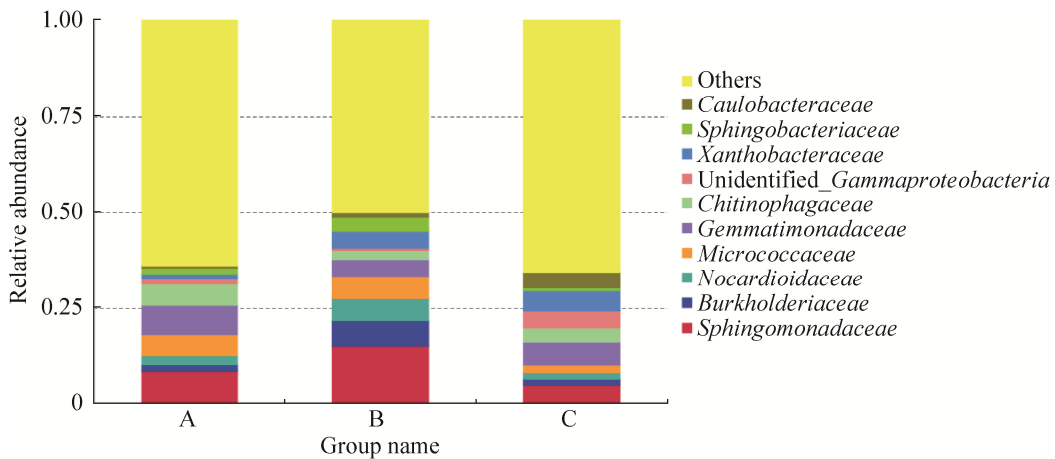 1.00
0.75
0.50
0.25
0
Relative abundance
A
B
C
Group name
Others
Caulobacteraceae
Sphingobacteriaceae
Xanthobacteraceae
Unidentified_Gammaproteobacteria
Chitinophagaceae
Gemmatimonadaceae
Micrococcaceae
Nocardioidaceae
Burkholderiaceae
Sphingomonadaceae